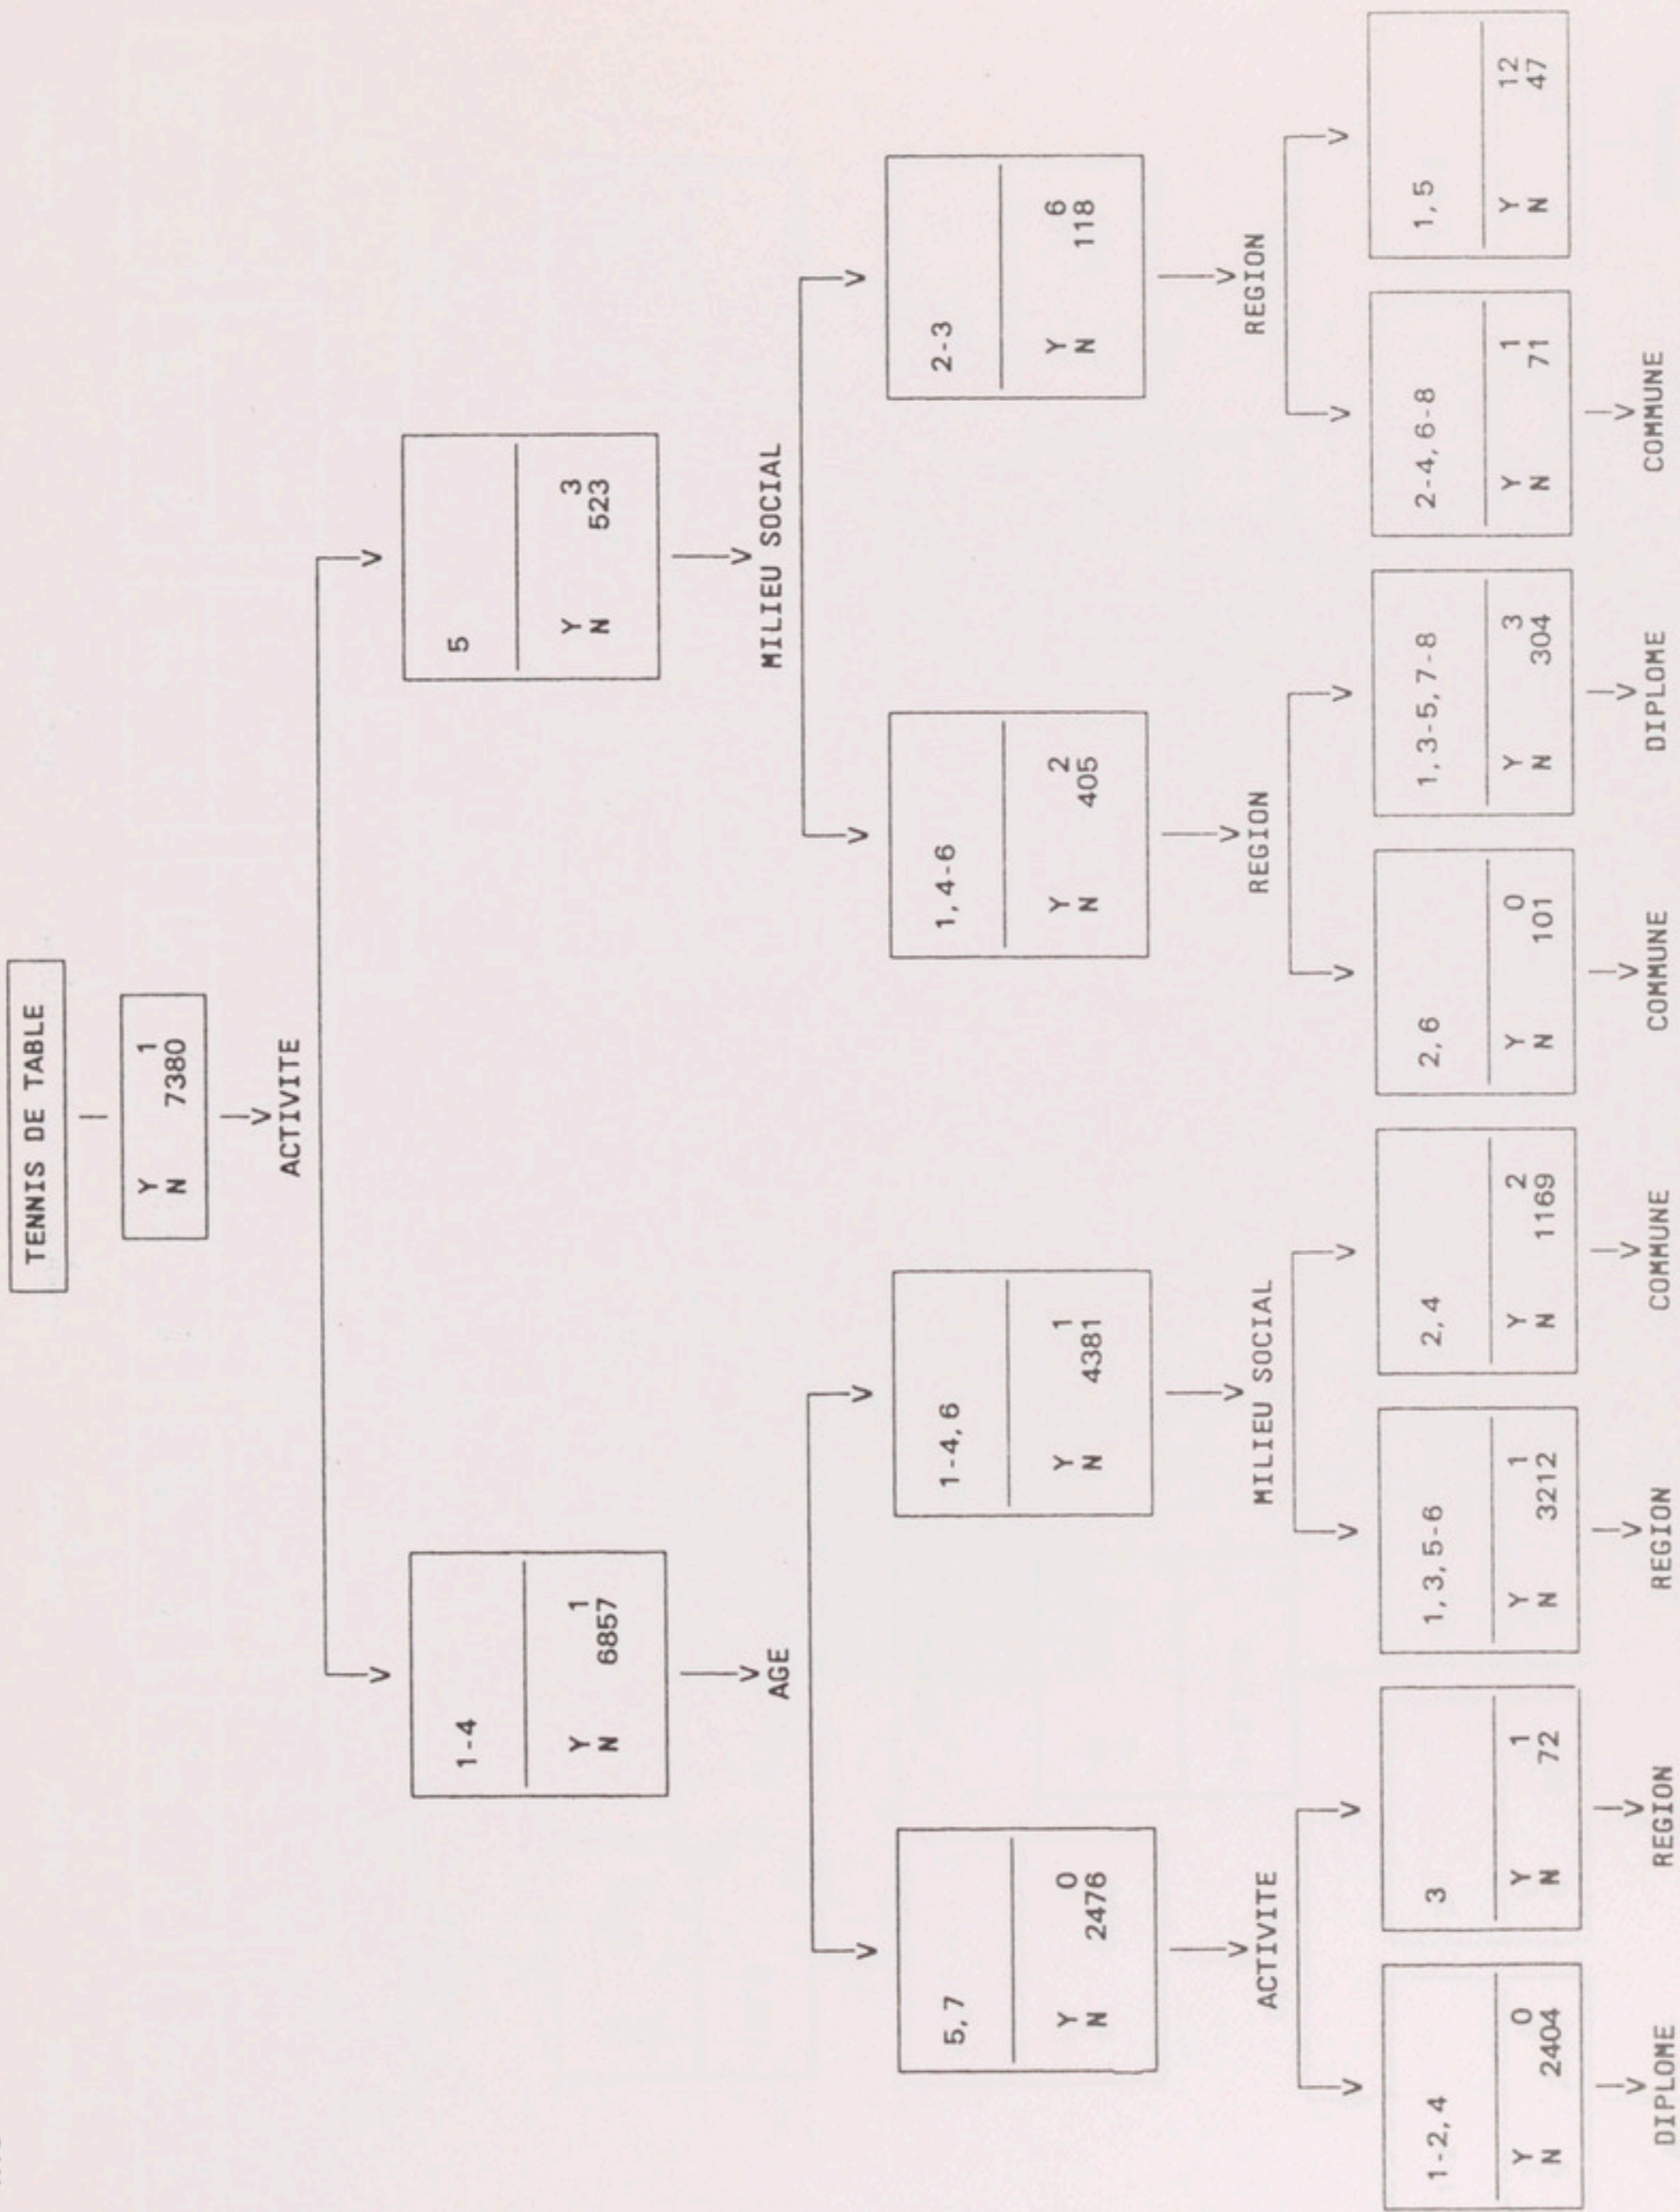 TENNIS DE TABLE
Y 1
N 7380
ACTIVITE
1-4
Y 1
N 6857
5
Y 3
N 523
AGE
MILIEU SOCIAL
5,7
Y 0
N 2476
1-4,6
Y 1
N 4381
1,4-6
Y 2
N 405
2-3
Y 6
N 118
ACTIVITE
MILIEU SOCIAL
REGION
REGION
1-2,4
Y 0
N 2404
3
Y 1
N 72
1,3,5-6
Y 1
N 3212
2,4
Y 2
N 1169
2,6
Y 0
N 101
1,3-5,7-8
Y 3
N 304
2-4,6-8
Y 1
N 71
1,5
Y 12
N 47
DIPLOME
REGION
REGION
COMMUNE
COMMUNE
DIPLOME
COMMUNE